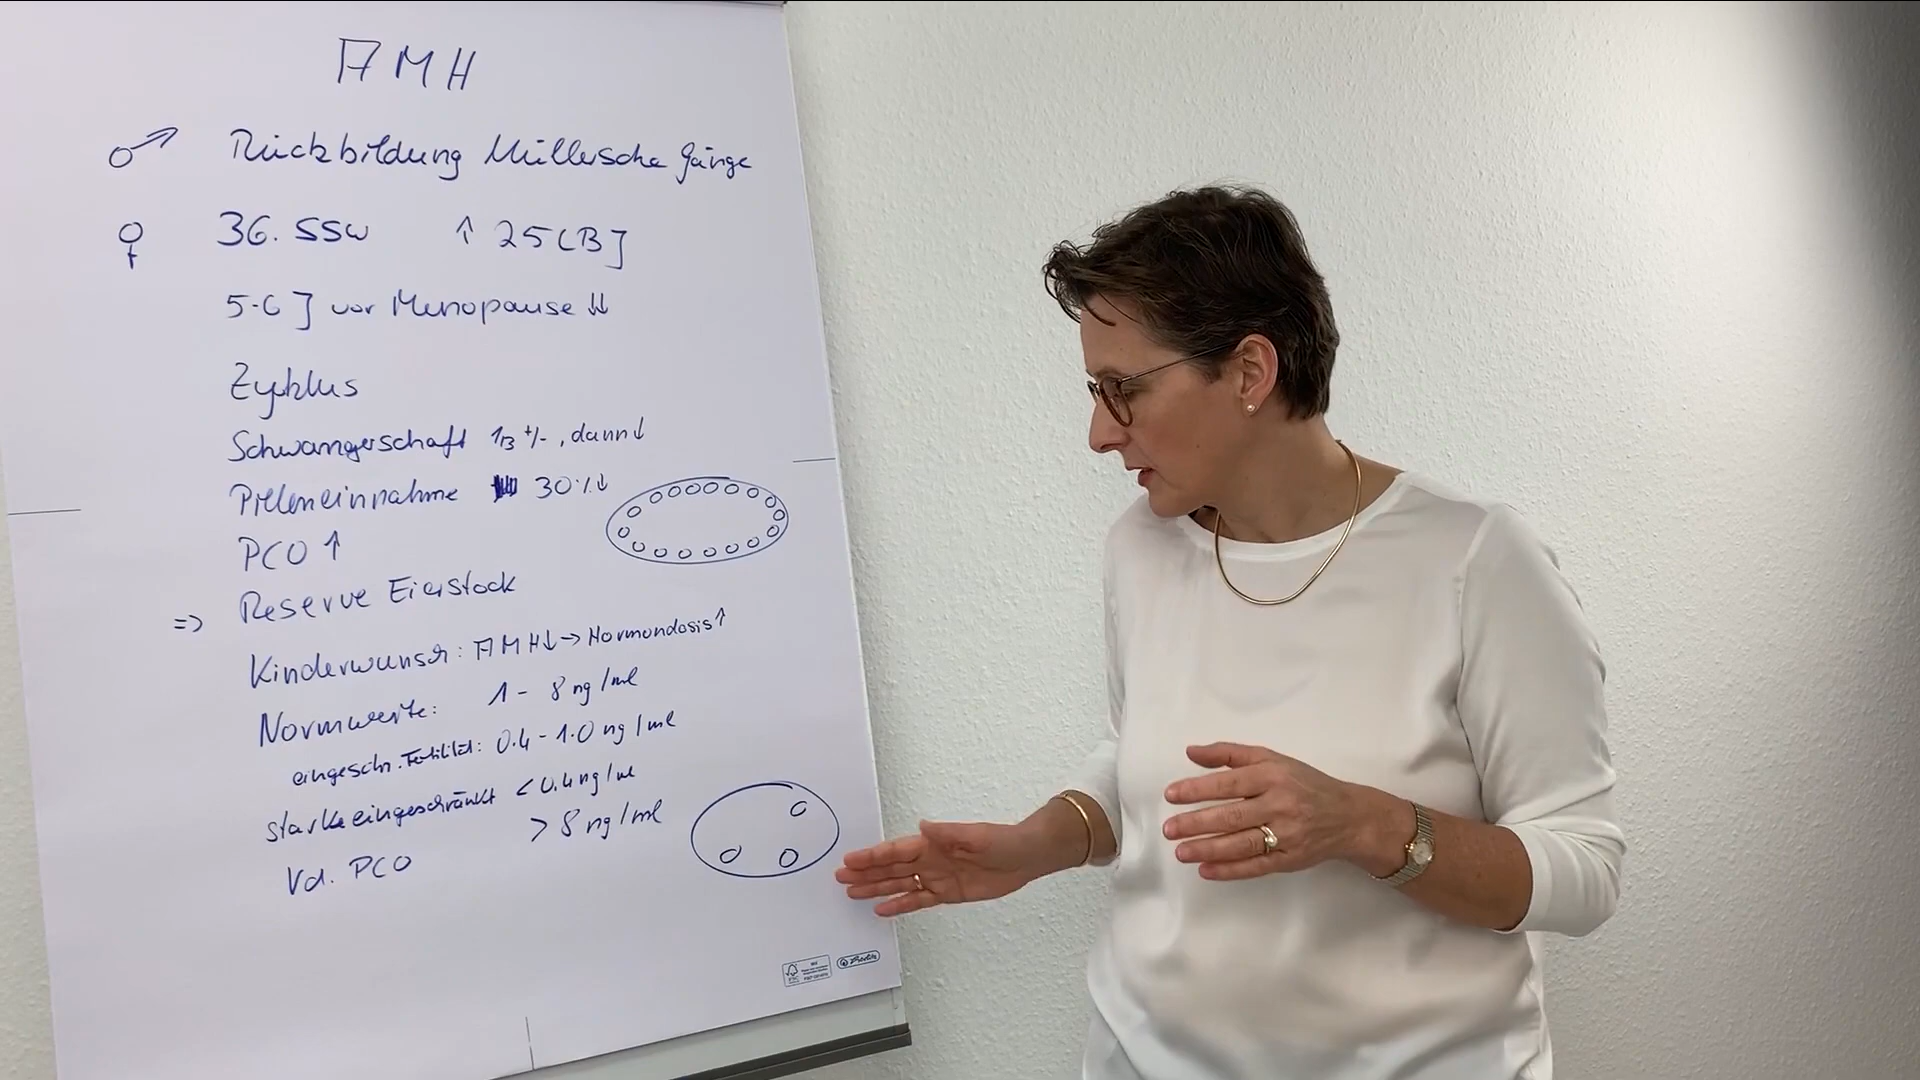 AMH
♂ Rückbildung Müllersche Gänge
♀ 36. SSW ↑ 25 LBJ
5-6 J vor Menopause ↓↓
Zyklus
Schwangerschaft 1/3 +/- , dann ↓
Pilleneinnahme 30% ↓
PCO ↑
=> Reserve Eierstock
Kinderwunsch: AMH↓ → Hormondosis ↑
Normwerte: 1 - 8 ng/ml
eingeschr. Fertilität: 0.4 - 1.0 ng/ml
starke eingeschränkt < 0.4 ng/ml
Vd. PCO > 8 ng/ml
FSC